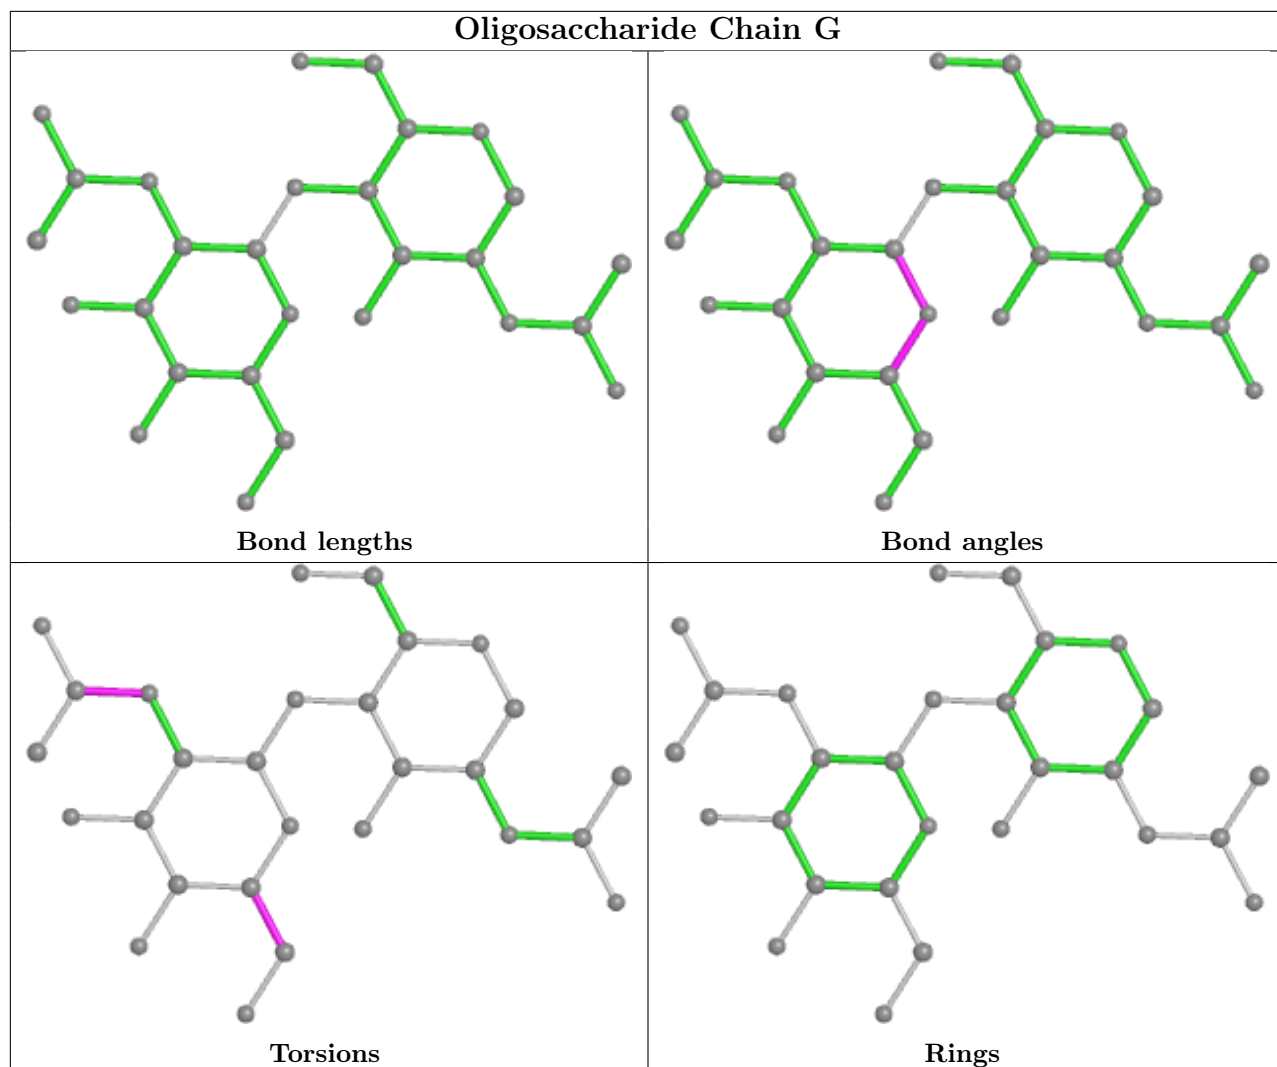 Oligosaccharide Chain G
Bond lengths
Bond angles
Torsions
Rings